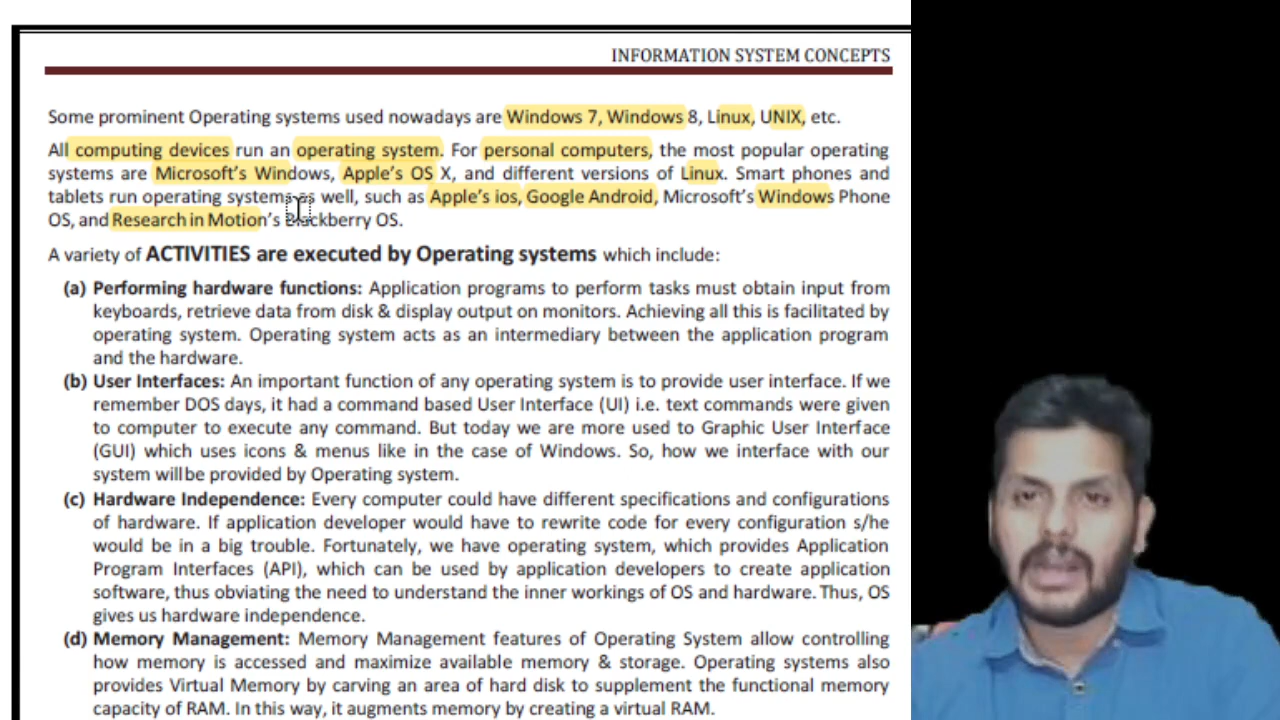 INFORMATION SYSTEM CONCEPTS
Some prominent Operating systems used nowadays are Windows 7, Windows 8, Linux, UNIX, etc.
All computing devices run an operating system. For personal computers, the most popular operating
systems are Microsoft's Windows, Apple's OS X, and different versions of Linux. Smart phones and
tablets run operating systems as well, such as Apple's ios, Google Android, Microsoft's Windows Phone
OS, and Research in Motion's Blackberry OS.
A variety of ACTIVITIES are executed by Operating systems which include:
(a) Performing hardware functions: Application programs to perform tasks must obtain input from
keyboards, retrieve data from disk & display output on monitors. Achieving all this is facilitated by
operating system. Operating system acts as an intermediary between the application program
and the hardware.
(b) User Interfaces: An important function of any operating system is to provide user interface. If we
remember DOS days, it had a command based User Interface (UI) i.e. text commands were given
to computer to execute any command. But today we are more used to Graphic User Interface
(GUI) which uses icons & menus like in the case of Windows. So, how we interface with our
system will be provided by Operating system.
(c) Hardware Independence: Every computer could have different specifications and configurations
of hardware. If application developer would have to rewrite code for every configuration s/he
would be in a big trouble. Fortunately, we have operating system, which provides Application
Program Interfaces (API), which can be used by application developers to create application
software, thus obviating the need to understand the inner workings of OS and hardware. Thus, OS
gives us hardware independence.
(d) Memory Management: Memory Management features of Operating System allow controlling
how memory is accessed and maximize available memory & storage. Operating systems also
provides Virtual Memory by carving an area of hard disk to supplement the functional memory
capacity of RAM. In this way, it augments memory by creating a virtual RAM.